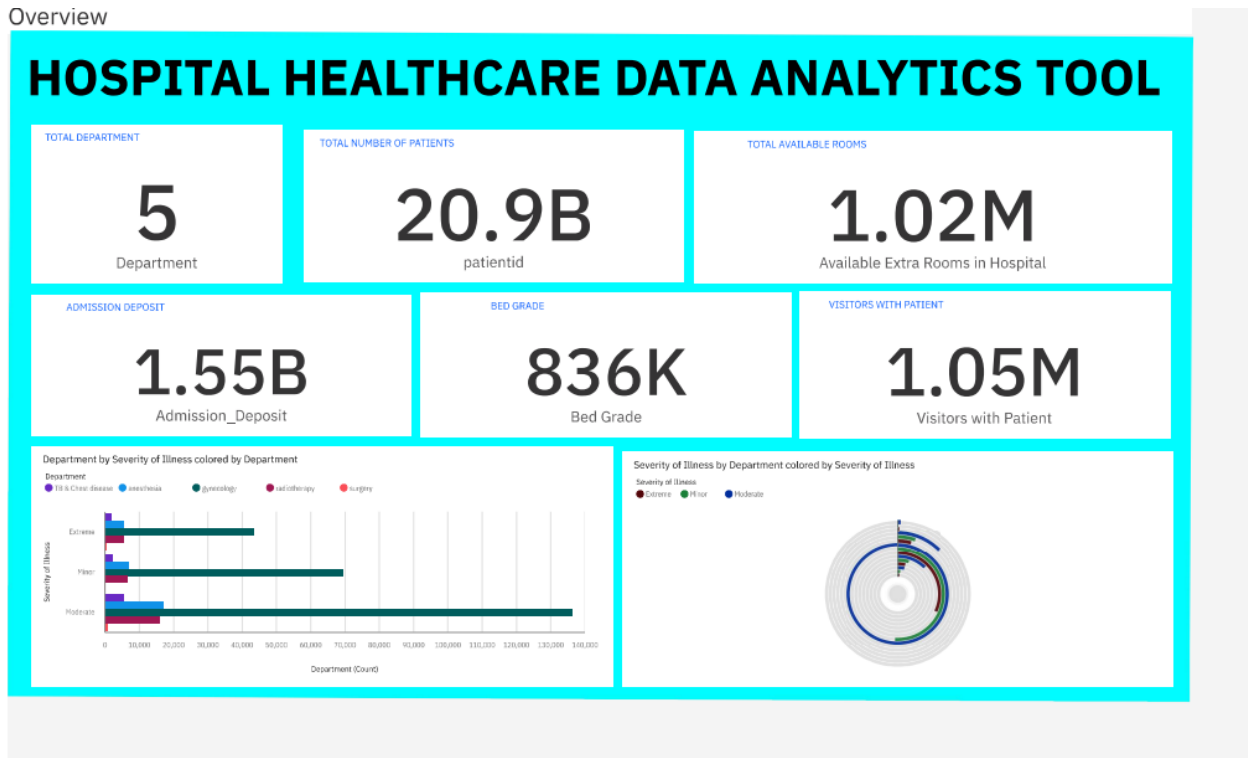 Overview
HOSPITAL HEALTHCARE DATA ANALYTICS TOOL
TOTAL DEPARTMENT
5
Department
TOTAL NUMBER OF PATIENTS
20.9B
patientid
TOTAL AVAILABLE ROOMS
1.02M
Available Extra Rooms in Hospital
ADMISSION DEPOSIT
1.55B
Admission_Deposit
BED GRADE
836K
Bed Grade
VISITORS WITH PATIENT
1.05M
Visitors with Patient
Department by Severity of Illness colored by Department
Department
TB & Chest disease anesthesia gynecology radiotherapy surgery
Severity of Illness
Extreme
Minor
Moderate
0 10,000 20,000 30,000 40,000 50,000 60,000 70,000 80,000 90,000 100,000 110,000 120,000 130,000 140,000
Department (Count)
Severity of Illness by Department colored by Severity of Illness
Severity of Illness
Extreme Minor Moderate